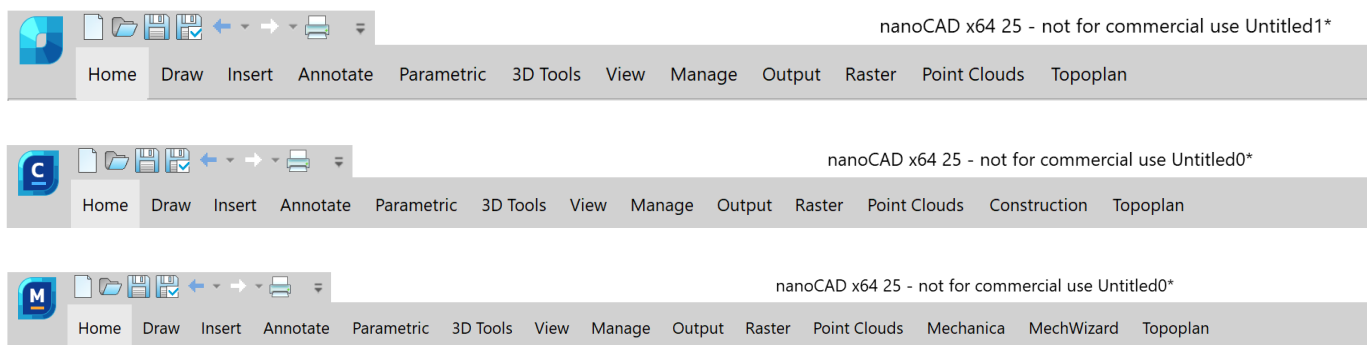 nanoCAD x64 25 - not for commercial use Untitled1*
Home Draw Insert Annotate Parametric 3D Tools View Manage Output Raster Point Clouds Topoplan
C nanoCAD x64 25 - not for commercial use Untitled0*
Home Draw Insert Annotate Parametric 3D Tools View Manage Output Raster Point Clouds Construction Topoplan
M nanoCAD x64 25 - not for commercial use Untitled0*
Home Draw Insert Annotate Parametric 3D Tools View Manage Output Raster Point Clouds Mechanica MechWizard Topoplan